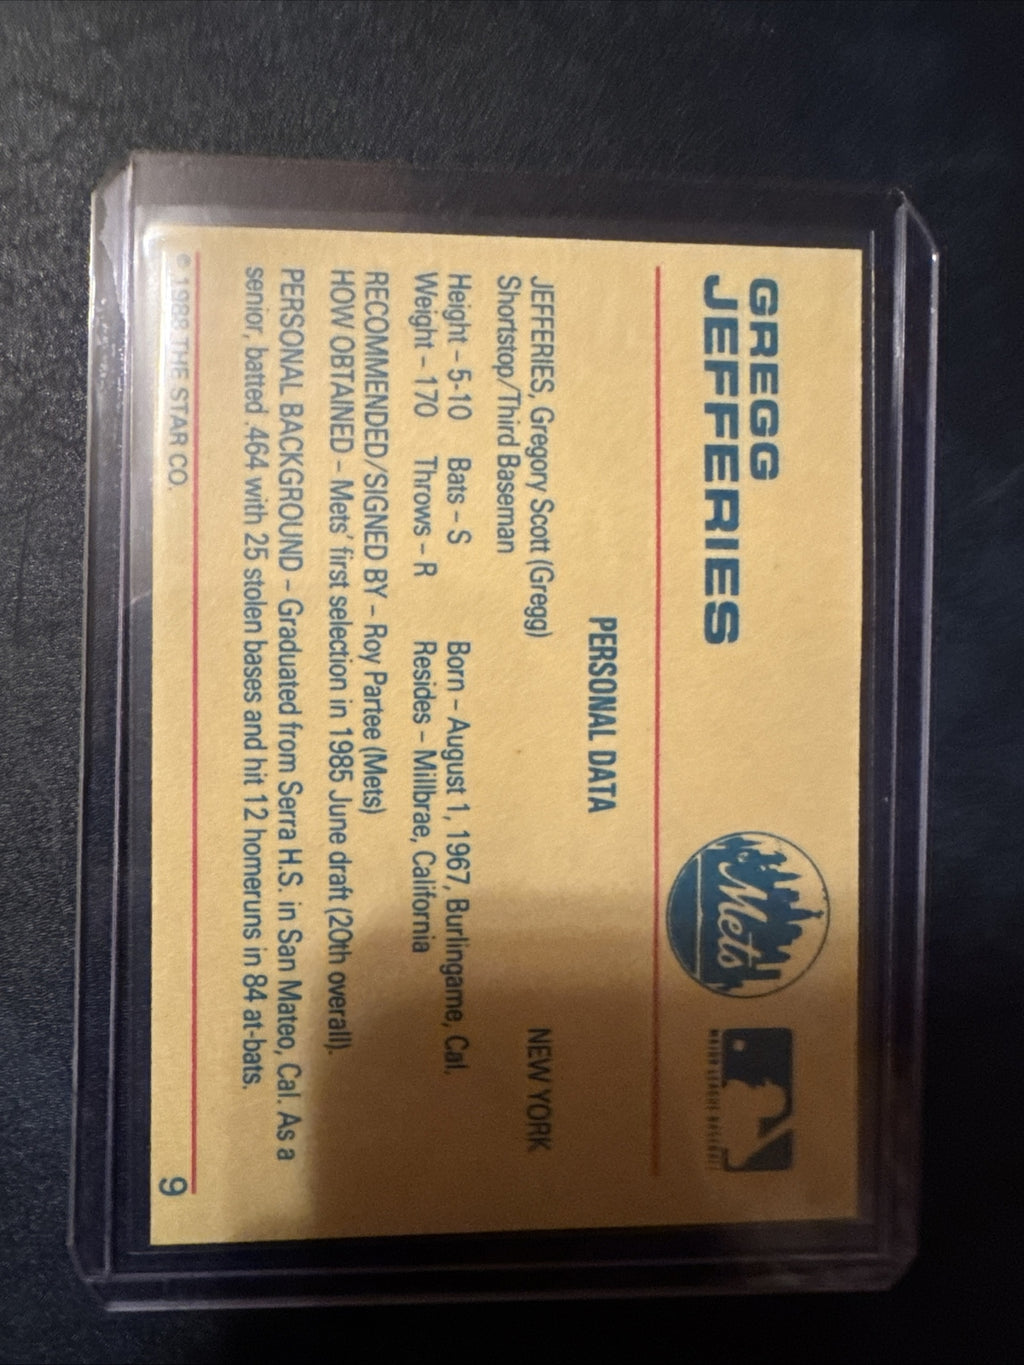 GREGG
JEFFERIES
Mets
MAJOR LEAGUE BASEBALL
PERSONAL DATA
JEFFERIES, Gregory Scott (Gregg) NEW YORK
Shortstop/Third Baseman
Height – 5-10 Bats – S Born – August 1, 1967, Burlingame, Cal.
Weight – 170 Throws – R Resides – Millbrae, California
RECOMMENDED/SIGNED BY – Roy Partee (Mets)
HOW OBTAINED – Mets' first selection in 1985 June draft (20th overall).
PERSONAL BACKGROUND – Graduated from Serra H.S. in San Mateo, Cal. As a
senior, batted .464 with 25 stolen bases and hit 12 homeruns in 84 at-bats.
© 1988 THE STAR CO. 9